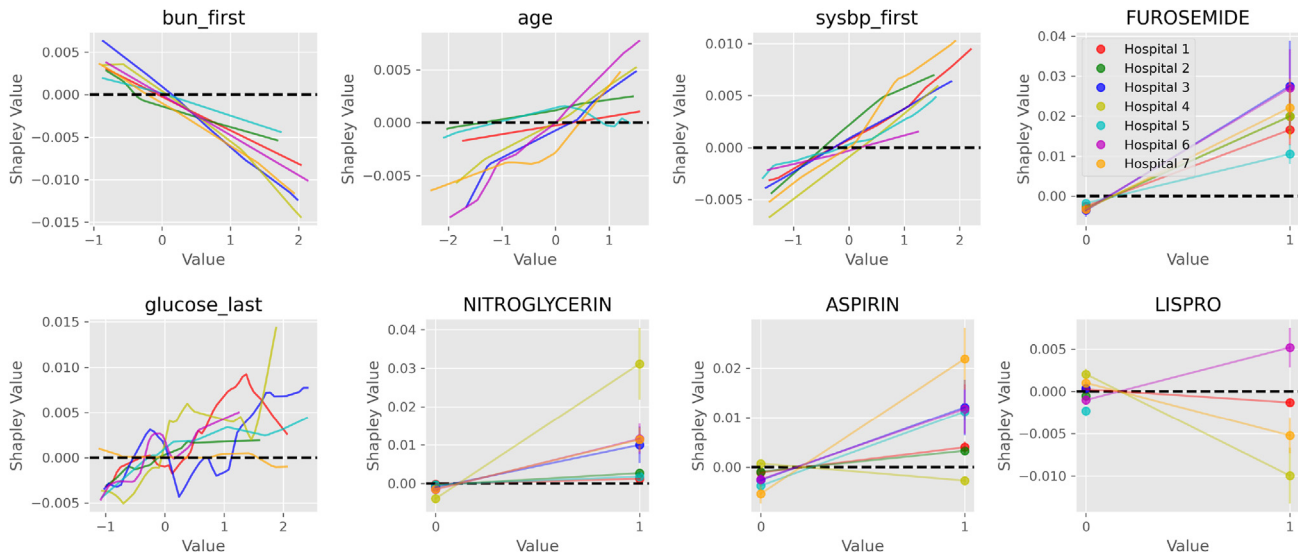 bun_first
age
sysbp_first
FUROSEMIDE
Shapley Value
0.005
0.000
−0.005
−0.010
−0.015
−1
0
1
2
Value
Shapley Value
0.005
0.000
−0.005
−2
−1
0
1
Value
Shapley Value
0.010
0.005
0.000
−0.005
−1
0
1
2
Value
Shapley Value
0.04
0.03
0.02
0.01
0.00
Hospital 1
Hospital 2
Hospital 3
Hospital 4
Hospital 5
Hospital 6
Hospital 7
0
1
Value
glucose_last
NITROGLYCERIN
ASPIRIN
LISPRO
Shapley Value
0.015
0.010
0.005
0.000
−0.005
−1
0
1
2
Value
Shapley Value
0.04
0.03
0.02
0.01
0.00
0
1
Value
Shapley Value
0.02
0.01
0.00
0
1
Value
Shapley Value
0.005
0.000
−0.005
−0.010
0
1
Value